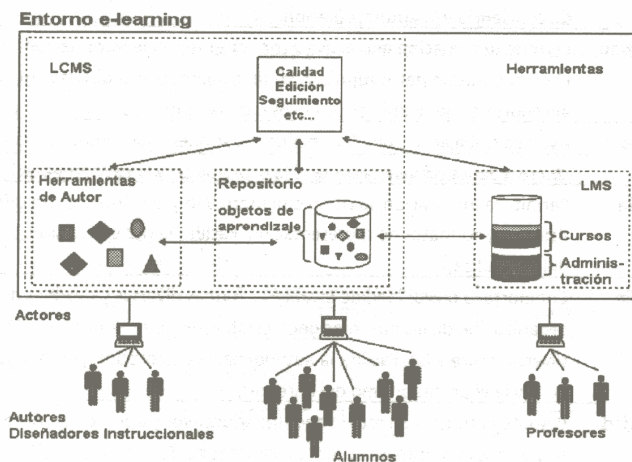 Entorno e-learning
LCMS
Herramientas
Calidad
Edición
Seguimiento
etc...
Herramientas
de Autor
Repositorio
objetos de
aprendizaje
LMS
Cursos
Adminis-
tración
Actores
Autores
Diseñadores Instruccionales
Alumnos
Profesores